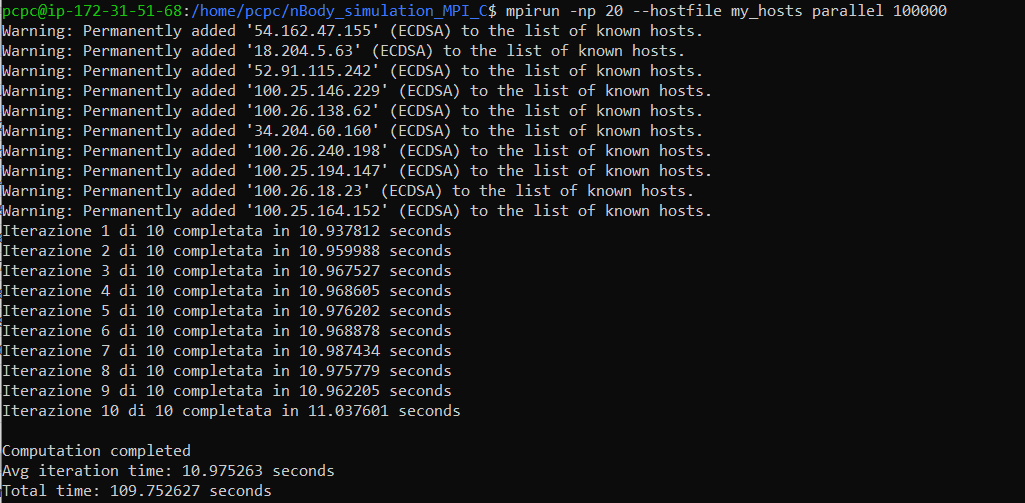 pcpc@ip-172-31-51-68:/home/pcpc/nBody_simulation_MPI_C$ mpirun -np 20 --hostfile my_hosts parallel 100000
Warning: Permanently added '54.162.47.155' (ECDSA) to the list of known hosts.
Warning: Permanently added '18.204.5.63' (ECDSA) to the list of known hosts.
Warning: Permanently added '52.91.115.242' (ECDSA) to the list of known hosts.
Warning: Permanently added '100.25.146.229' (ECDSA) to the list of known hosts.
Warning: Permanently added '100.26.138.62' (ECDSA) to the list of known hosts.
Warning: Permanently added '34.204.60.160' (ECDSA) to the list of known hosts.
Warning: Permanently added '100.26.240.198' (ECDSA) to the list of known hosts.
Warning: Permanently added '100.25.194.147' (ECDSA) to the list of known hosts.
Warning: Permanently added '100.26.18.23' (ECDSA) to the list of known hosts.
Warning: Permanently added '100.25.164.152' (ECDSA) to the list of known hosts.
Iterazione 1 di 10 completata in 10.937812 seconds
Iterazione 2 di 10 completata in 10.959988 seconds
Iterazione 3 di 10 completata in 10.967527 seconds
Iterazione 4 di 10 completata in 10.968605 seconds
Iterazione 5 di 10 completata in 10.976202 seconds
Iterazione 6 di 10 completata in 10.968878 seconds
Iterazione 7 di 10 completata in 10.987434 seconds
Iterazione 8 di 10 completata in 10.975779 seconds
Iterazione 9 di 10 completata in 10.962205 seconds
Iterazione 10 di 10 completata in 11.037601 seconds
Computation completed
Avg iteration time: 10.975263 seconds
Total time: 109.752627 seconds